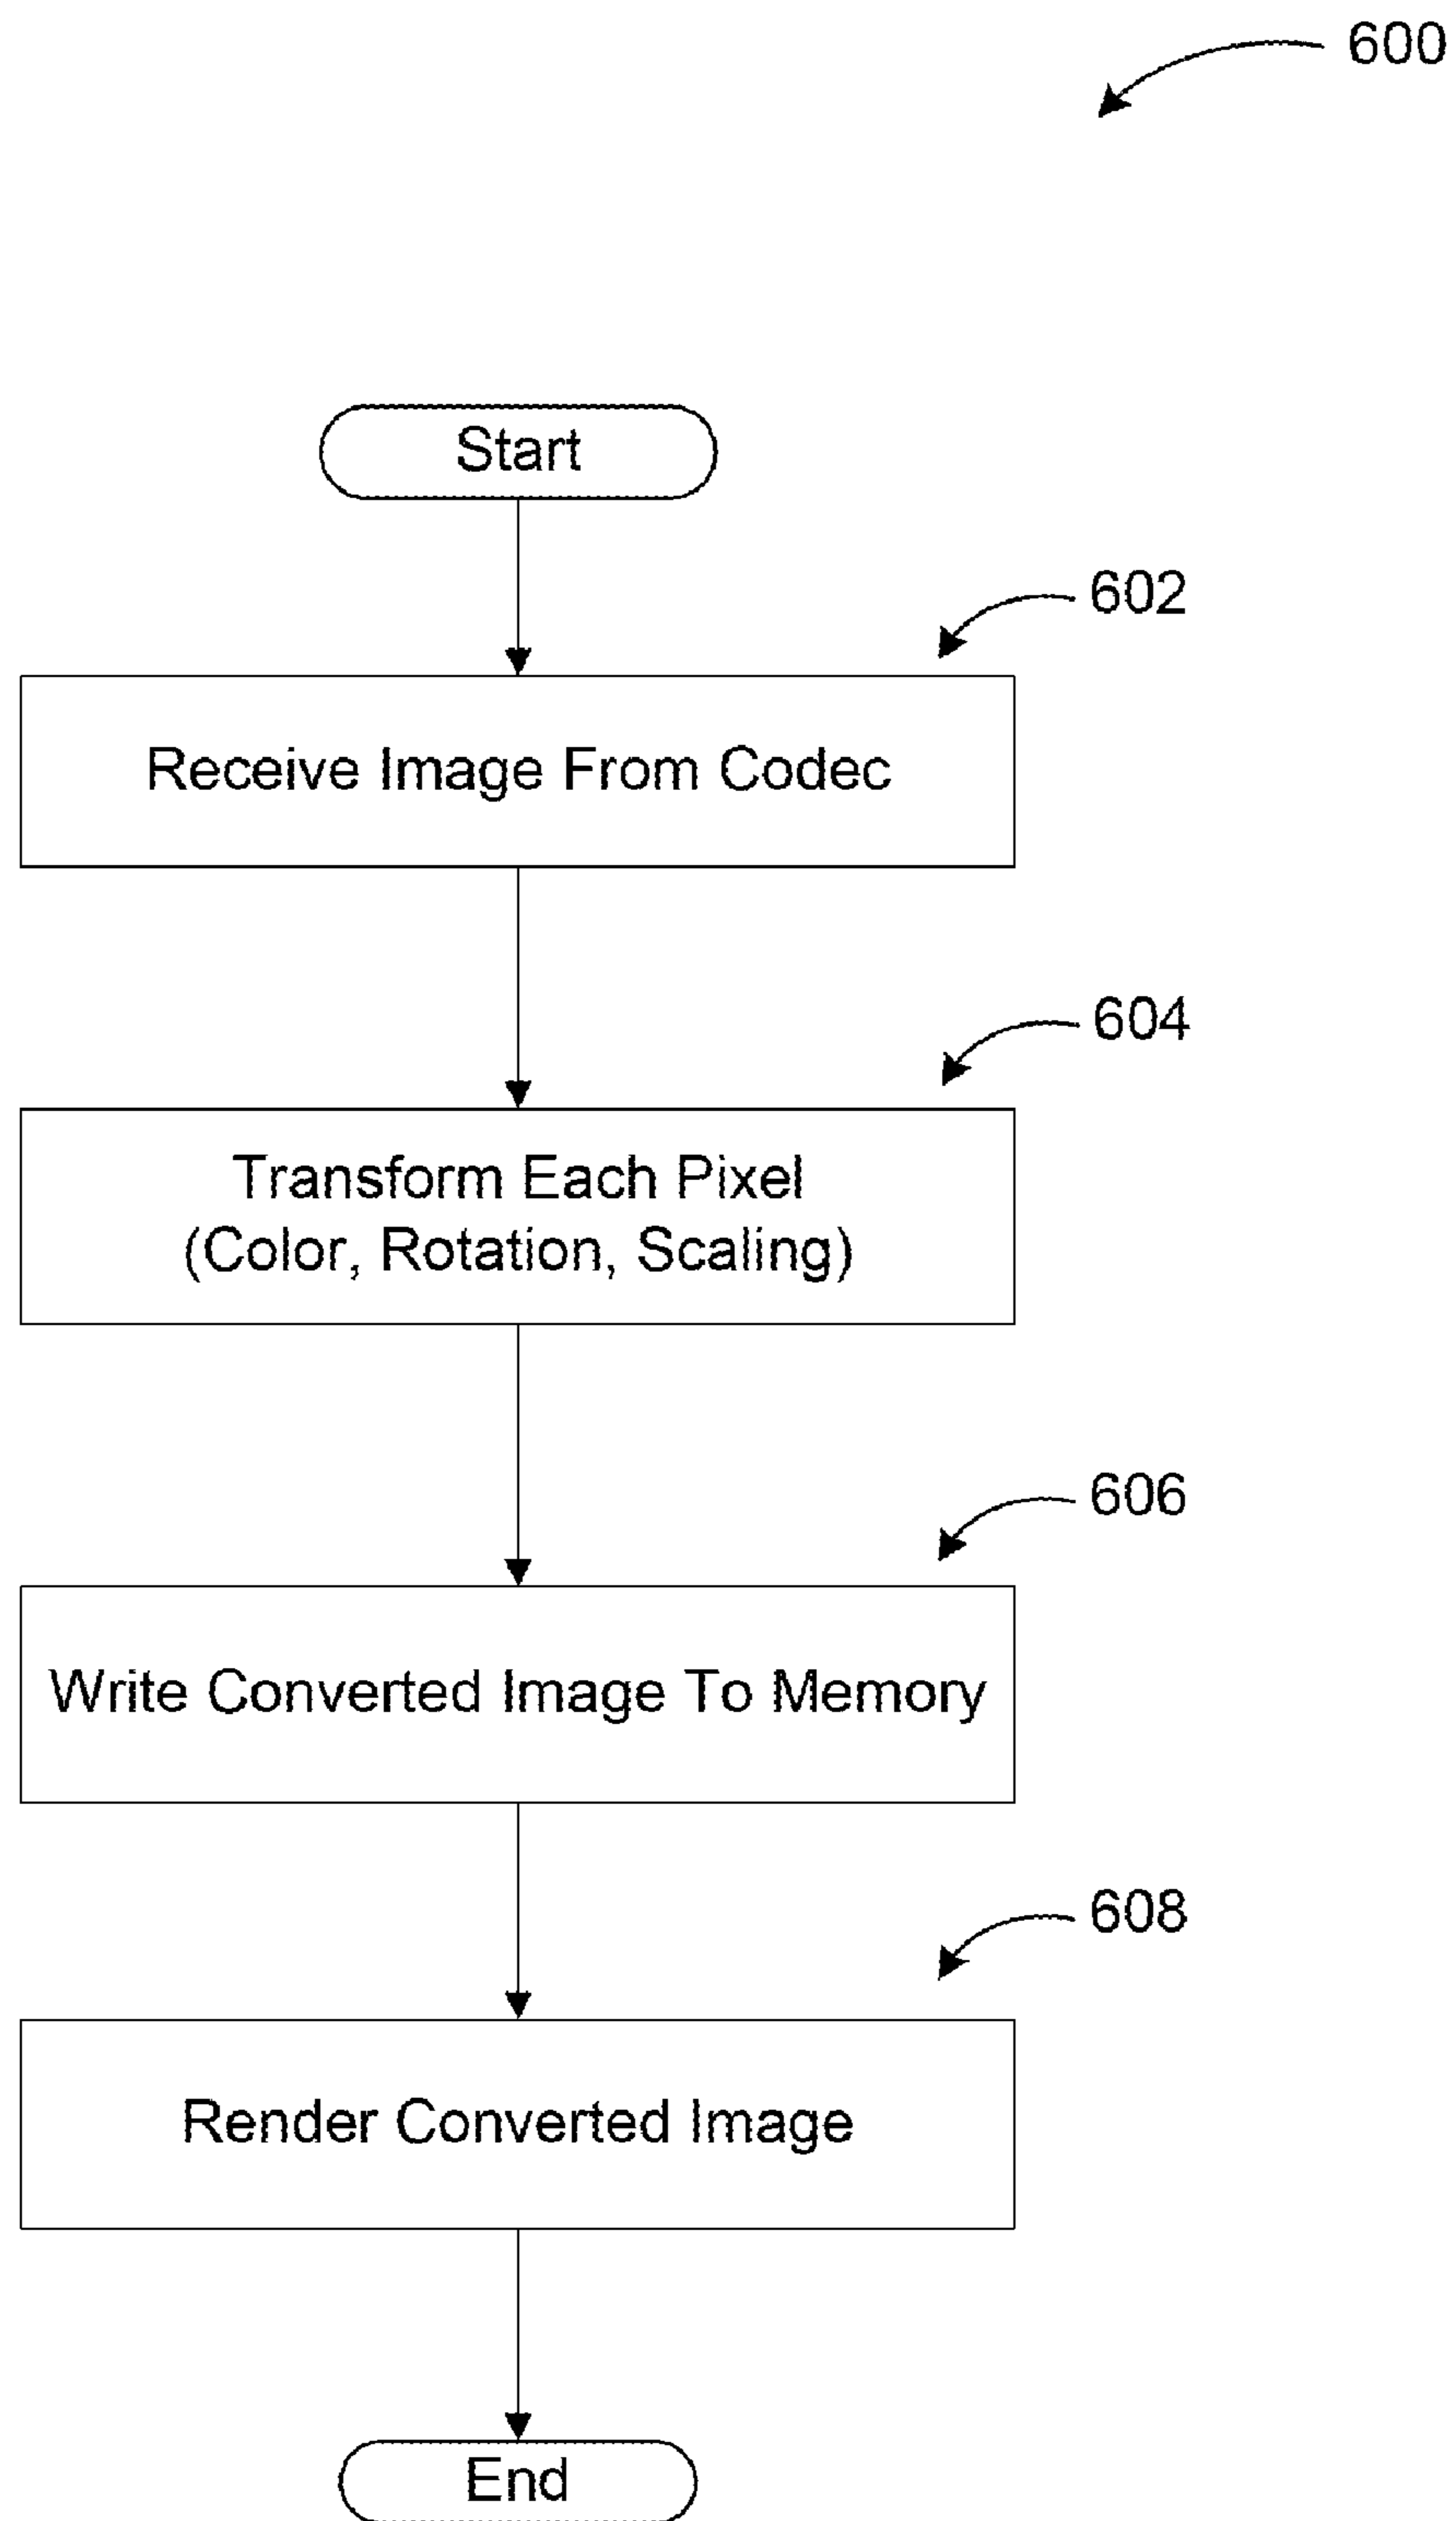 600
Start
602
Receive Image From Codec
604
Transform Each Pixel
(Color, Rotation, Scaling)
606
Write Converted Image To Memory
608
Render Converted Image
End